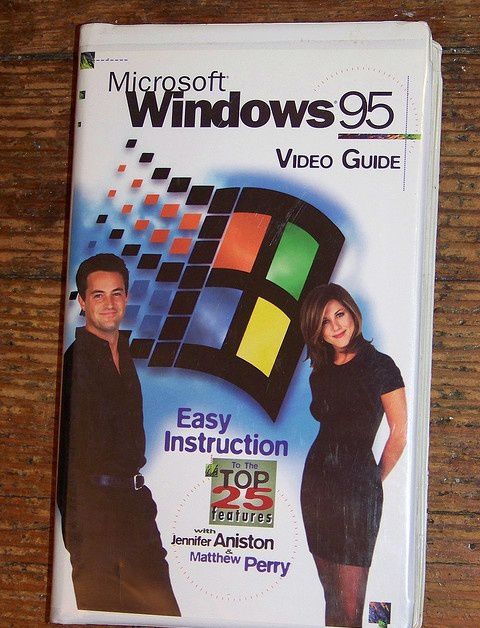 Microsoft®
Windows® 95
VIDEO GUIDE
Easy
Instruction
To The
TOP
25
features
with
Jennifer Aniston
&
Matthew Perry